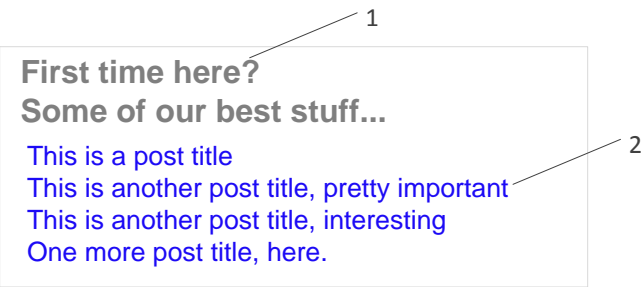 1
First time here?
Some of our best stuff...
This is a post title
This is another post title, pretty important
2
This is another post title, interesting
One more post title, here.